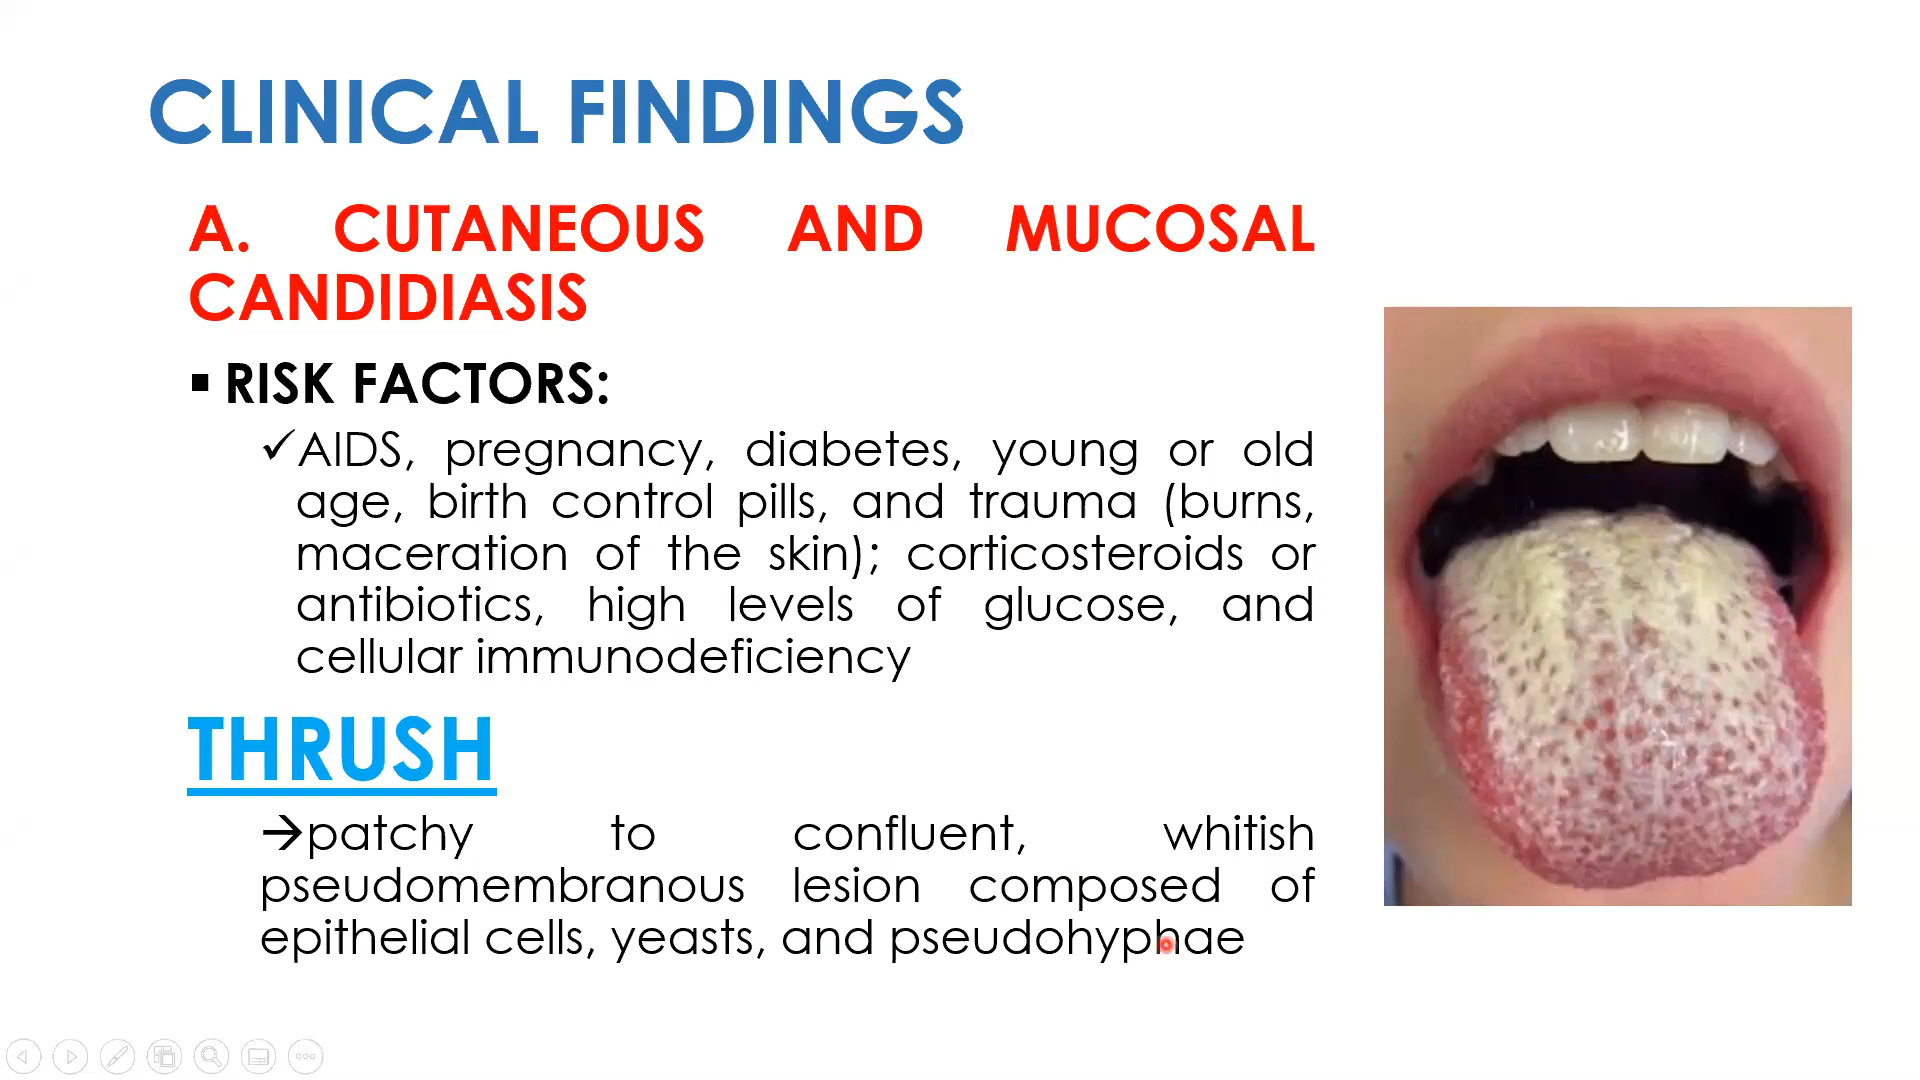 CLINICAL FINDINGS
A. CUTANEOUS AND MUCOSAL
CANDIDIASIS
▪ RISK FACTORS:
✓AIDS, pregnancy, diabetes, young or old
age, birth control pills, and trauma (burns,
maceration of the skin); corticosteroids or
antibiotics, high levels of glucose, and
cellular immunodeficiency
THRUSH
→patchy to confluent, whitish
pseudomembranous lesion composed of
epithelial cells, yeasts, and pseudohyphae